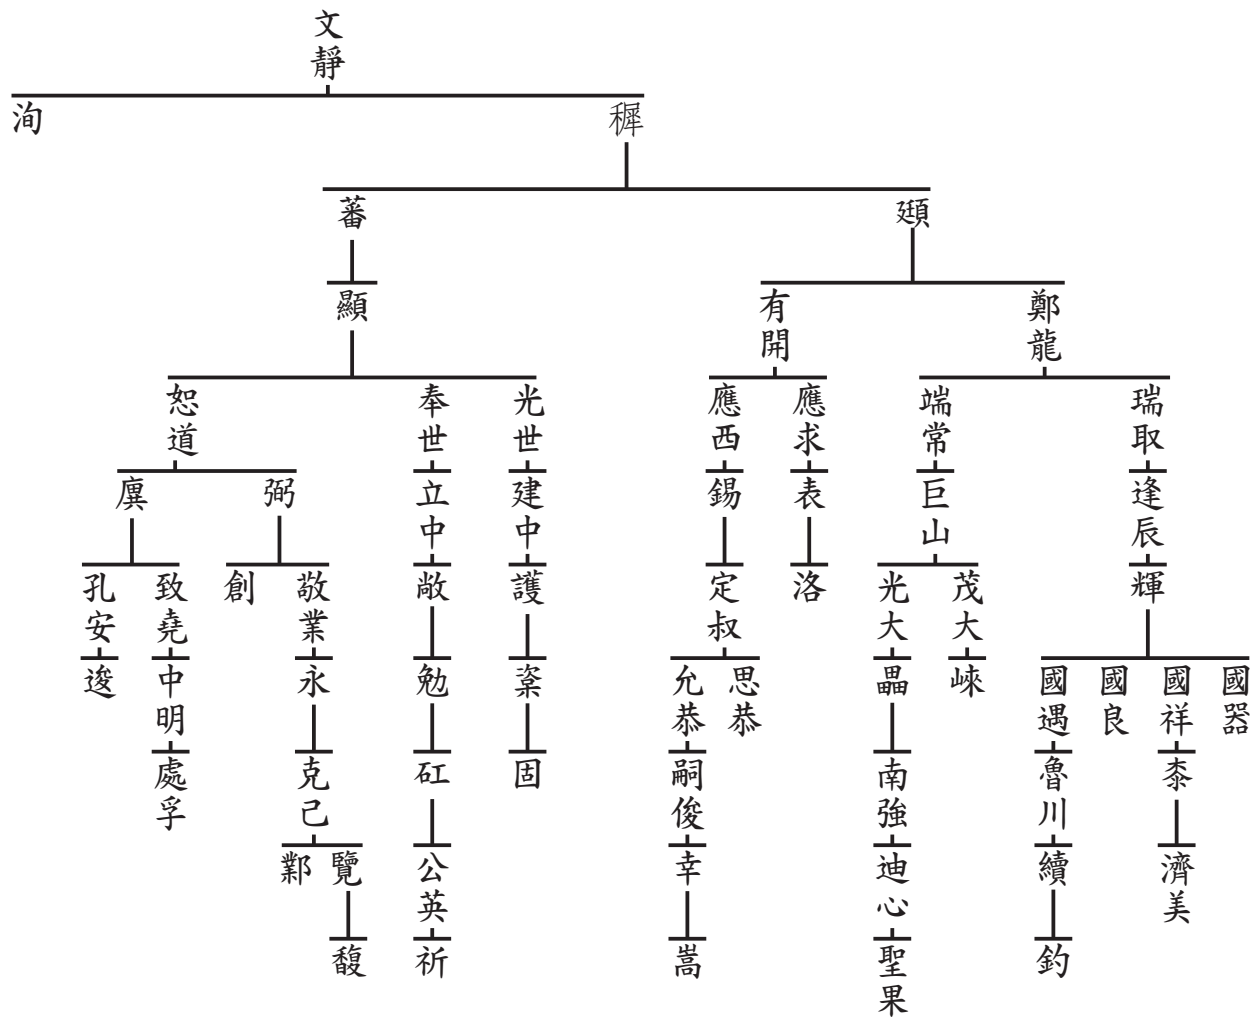 文靜
洵
穉
蕃
頲
顯
有開
鄭龍
恕道
奉世
光世
應西
應求
端常
瑞取
廙
弼
立中
建中
錫
表
巨山
逢辰
孔安
致堯
創
敬業
敞
護
定叔
洛
光大
茂大
輝
逡
中明
永
勉
允恭
思恭
畾
崍
國遇
國良
國祥
國器
處孚
克己
矼
固
嗣俊
南強
魯川
桼
鄴
覽
公英
幸
迪心
續
濟美
馥
祈
嵩
聖果
釣